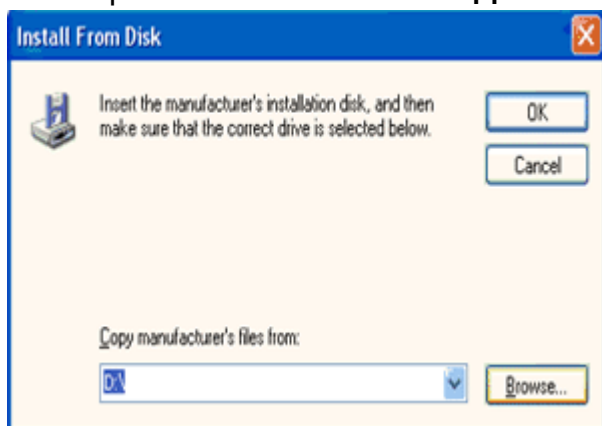 Install From Disk
Insert the manufacturer's installation disk, and then
make sure that the correct drive is selected below.
OK
Cancel
Copy manufacturer's files from:
D:\
Browse...